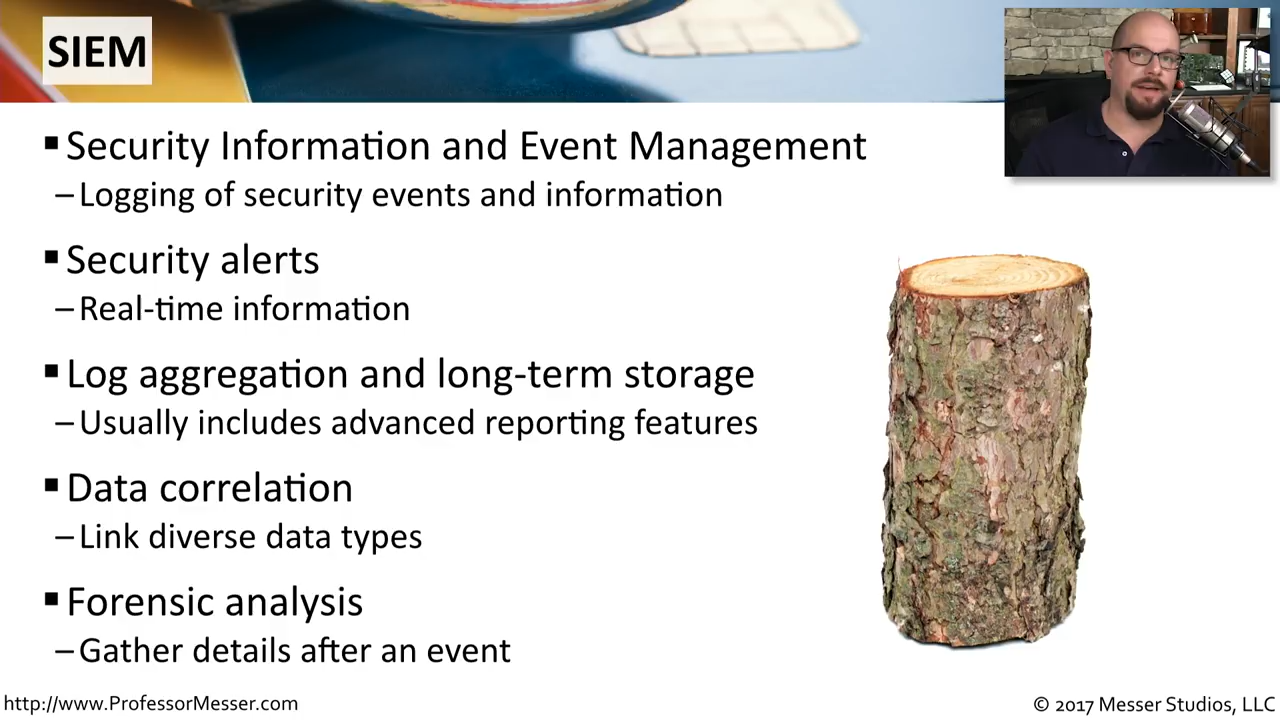 SIEM
▪ Security Information and Event Management
– Logging of security events and information
▪ Security alerts
– Real-time information
▪ Log aggregation and long-term storage
– Usually includes advanced reporting features
▪ Data correlation
– Link diverse data types
▪ Forensic analysis
– Gather details after an event
http://www.ProfessorMesser.com
© 2017 Messer Studios, LLC